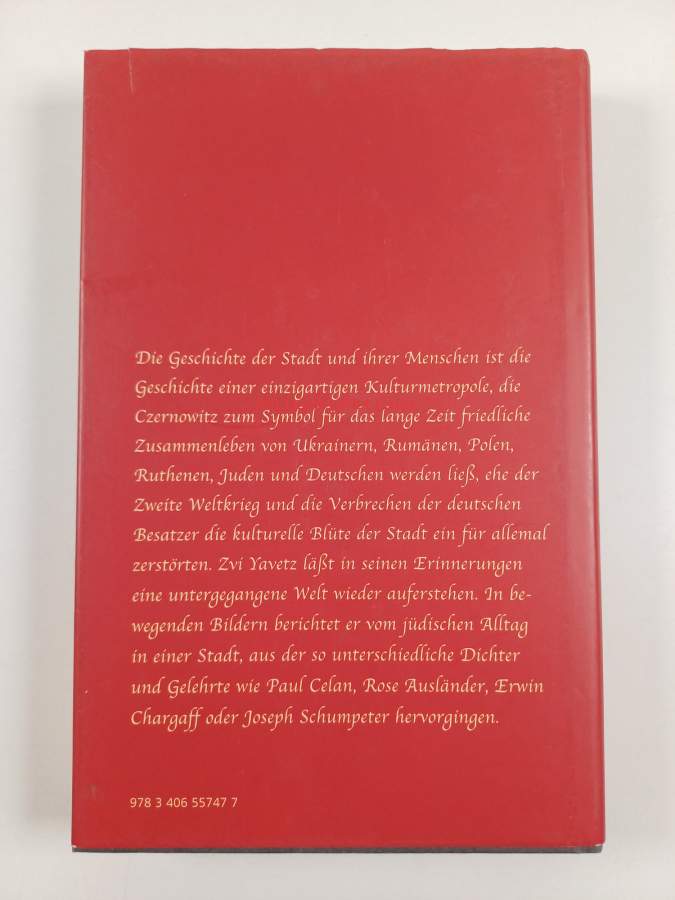 Die Geschichte der Stadt und ihrer Menschen ist die
Geschichte einer einzigartigen Kulturmetropole, die
Czernowitz zum Symbol für das lange Zeit friedliche
Zusammenleben von Ukrainern, Rumänen, Polen,
Ruthenen, Juden und Deutschen werden ließ, ehe der
Zweite Weltkrieg und die Verbrechen der deutschen
Besatzer die kulturelle Blüte der Stadt ein für allemal
zerstörten. Zvi Yavetz läßt in seinen Erinnerungen
eine untergegangene Welt wieder auferstehen. In be-
wegenden Bildern berichtet er vom jüdischen Alltag
in einer Stadt, aus der so unterschiedliche Dichter
und Gelehrte wie Paul Celan, Rose Ausländer, Erwin
Chargaff oder Joseph Schumpeter hervorgingen.
978 3 406 55747 7